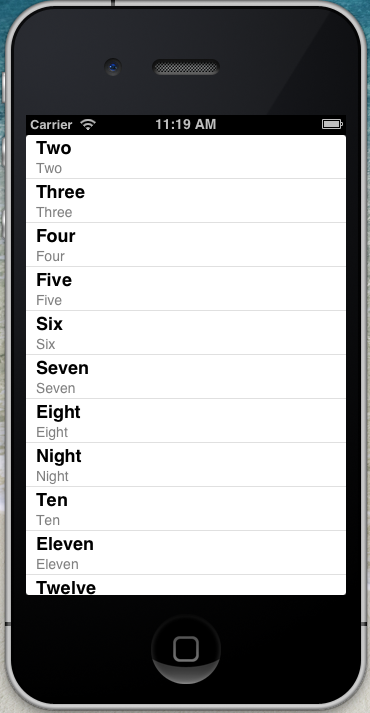 Carrier 11:19 AM
Two
Two
Three
Three
Four
Four
Five
Five
Six
Six
Seven
Seven
Eight
Eight
Night
Night
Ten
Ten
Eleven
Eleven
Twelve